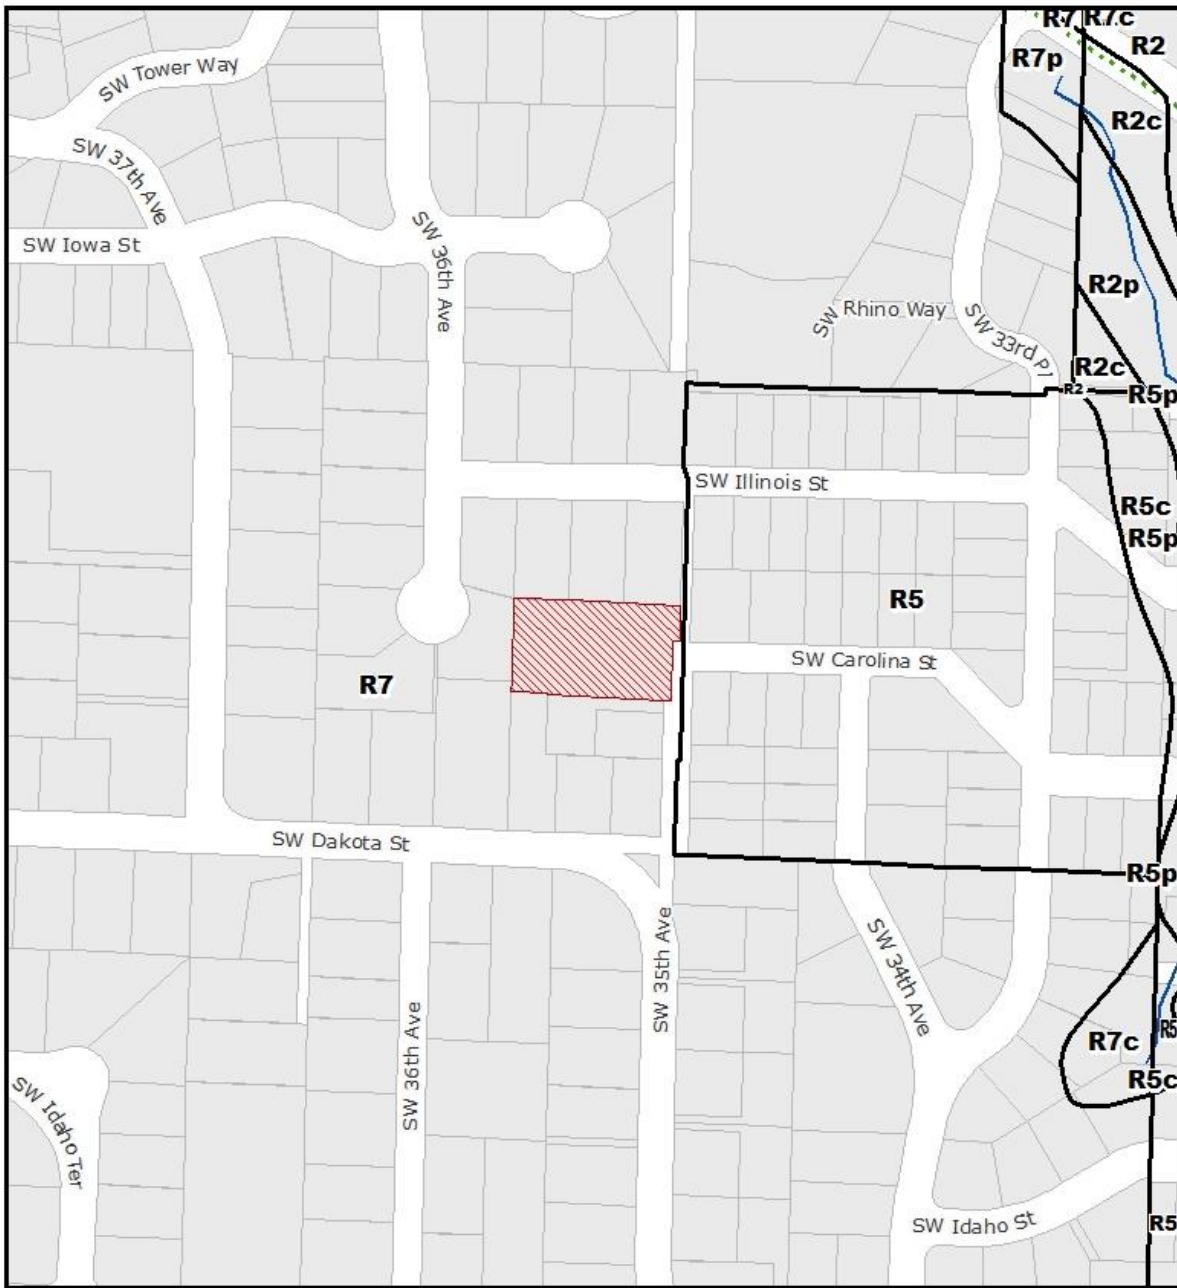 R7
R7c
R2
R7p
SW Tower Way
R2c
SW 37th Ave
SW Iowa St
SW 36th Ave
R2p
SW Rhino Way
SW 33rd Pl
R2c
R2
R5p
SW Illinois St
R5c
R5p
R5
SW Carolina St
R7
SW Dakota St
R5p
SW 35th Ave
SW 34th Ave
SW 36th Ave
R5
R7c
R5c
SW Idaho Ter
SW Idaho St
R5